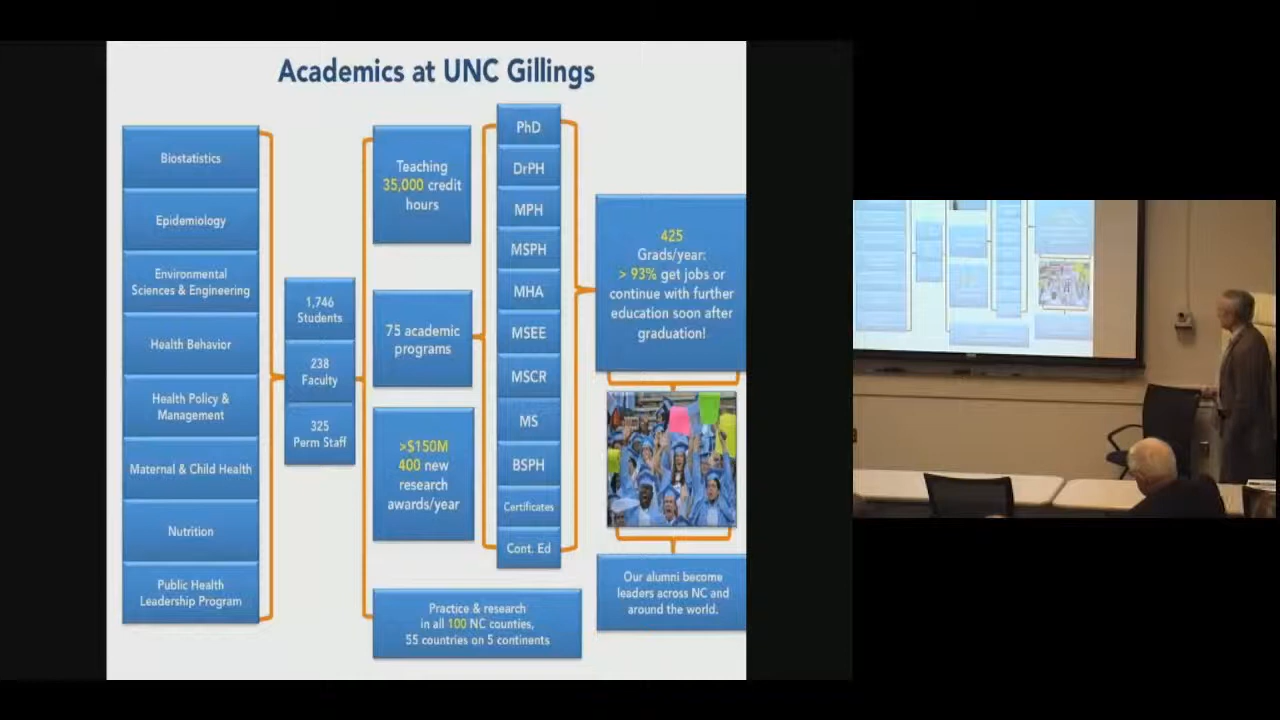 Academics at UNC Gillings
Biostatistics
Epidemiology
Environmental
Sciences & Engineering
Health Behavior
Health Policy &
Management
Maternal & Child Health
Nutrition
Public Health
Leadership Program
1,746
Students
238
Faculty
325
Perm Staff
Teaching
35,000 credit
hours
75 academic
programs
>$150M
400 new
research
awards/year
Practice & research
in all 100 NC counties,
55 countries on 5 continents
PhD
DrPH
MPH
MSPH
MHA
MSEE
MSCR
MS
BSPH
Certificates
Cont. Ed
425
Grads/year:
> 93% get jobs or
continue with further
education soon after
graduation!
Our alumni become
leaders across NC and
around the world.